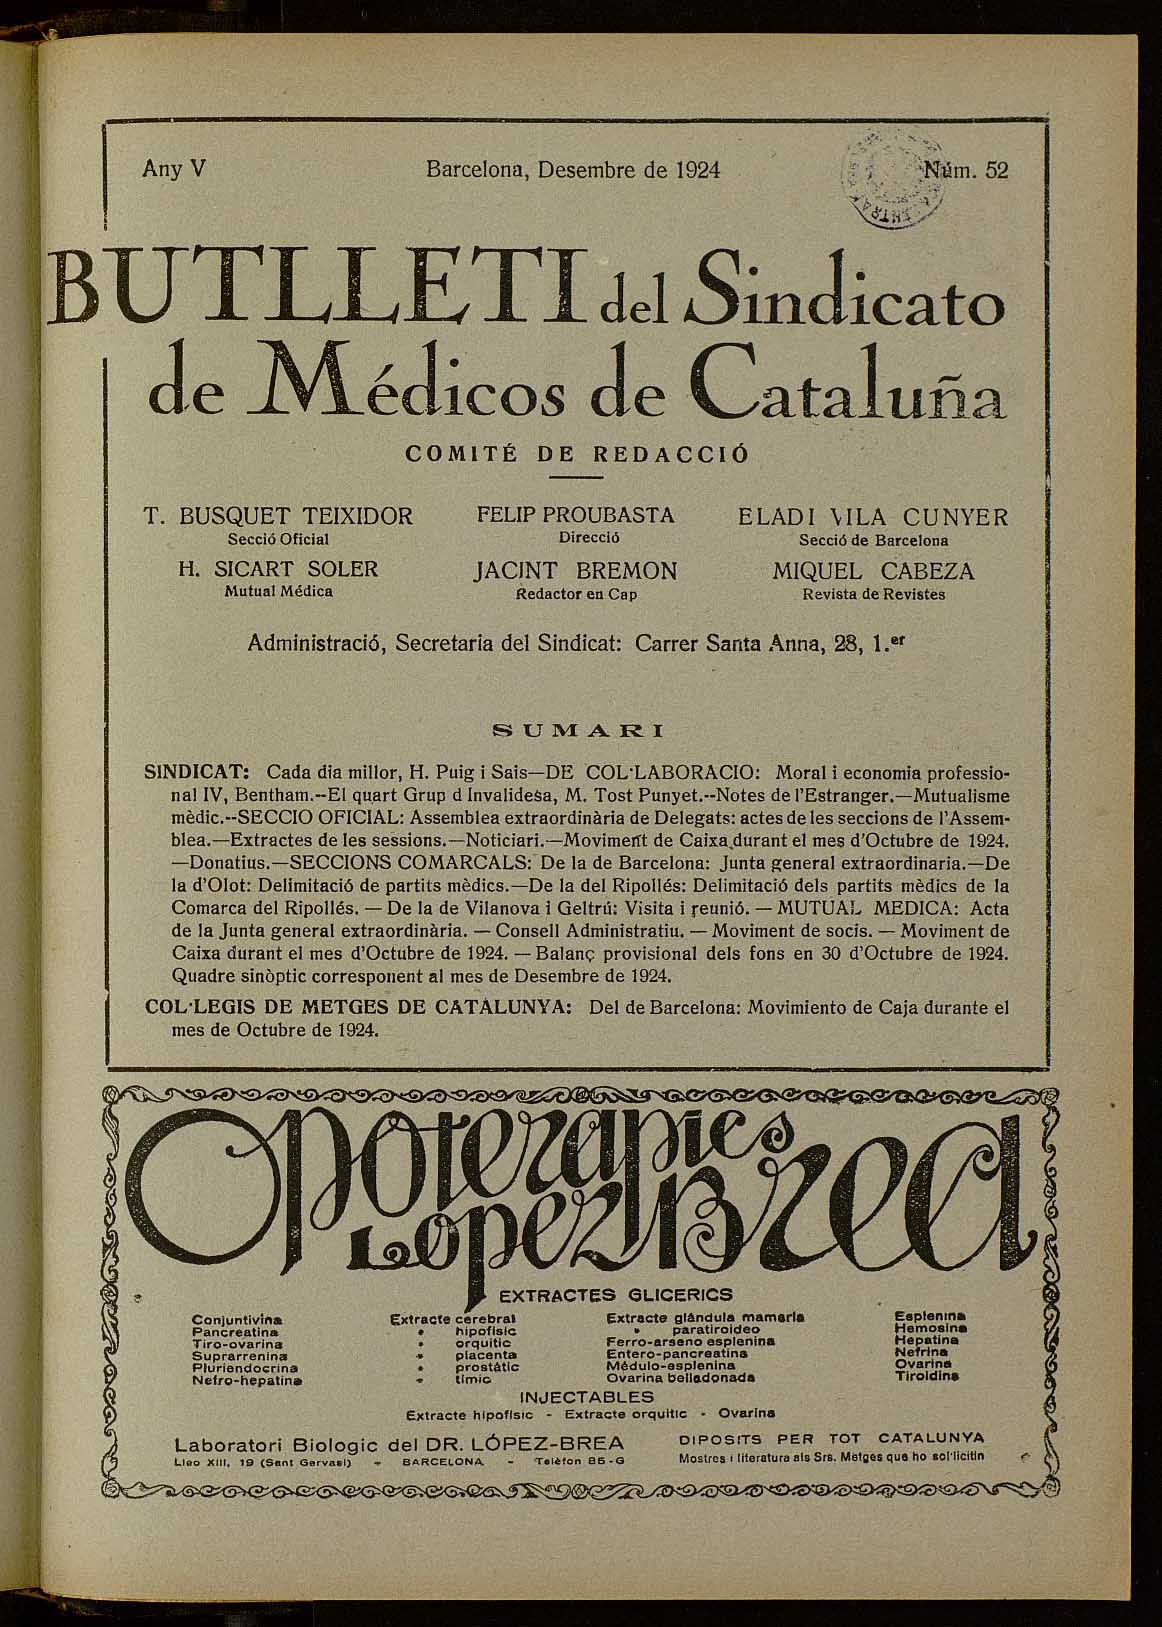 Any V Barcelona, Desembre de 1924 Núm. 52
BUTLLETI del Sindicato
de Médicos de Cataluña
COMITÉ DE REDACCIÓ
T. BUSQUET TEIXIDOR FELIP PROUBASTA ELADI VILA CUNYER
Secció Oficial Direcció Secció de Barcelona
H. SICART SOLER JACINT BREMON MIQUEL CABEZA
Mutual Médica Redactor en Cap Revista de Revistes
Administració, Secretaria del Sindicat: Carrer Santa Anna, 28, 1.er
SUMARI
SINDICAT: Cada dia millor, H. Puig i Sais—DE COL·LABORACIO: Moral i economia professio-
nal IV, Bentham.--El quart Grup d Invalidesa, M. Tost Punyet.--Notes de l'Estranger.—Mutualisme
mèdic.--SECCIO OFICIAL: Assemblea extraordinària de Delegats: actes de les seccions de l'Assem-
blea.—Extractes de les sessions.—Noticiari.—Moviment de Caixa durant el mes d'Octubre de 1924.
—Donatius.—SECCIONS COMARCALS: De la de Barcelona: Junta general extraordinaria.—De
la d'Olot: Delimitació de partits mèdics.—De la del Ripollés: Delimitació dels partits mèdics de la
Comarca del Ripollés. — De la de Vilanova i Geltrú: Visita i reunió. — MUTUAL MEDICA: Acta
de la Junta general extraordinària. — Consell Administratiu. — Moviment de socis. — Moviment de
Caixa durant el mes d'Octubre de 1924. — Balanç provisional dels fons en 30 d'Octubre de 1924.
Quadre sinòptic corresponent al mes de Desembre de 1924.
COL·LEGIS DE METGES DE CATALUNYA: Del de Barcelona: Movimiento de Caja durante el
mes de Octubre de 1924.
Opoterapics
Lopez Brea
EXTRACTES GLICERICS
Conjuntivina Extracte cerebral Extracte glàndula mamaria Esplenina
Pancreatina » hipofisic » paratiroideo Hemosina
Tiro-ovarina » orquitic Ferro-arseno esplenina Hepatina
Suprarrenina » placenta Entero-pancreatina Nefrina
Pluriendocrina » prostàtic Médulo-esplenina Ovarina
Nefro-hepatina » timic Ovarina belladonada Tiroidina
INJECTABLES
Extracte hipofisic - Extracte orquitic - Ovarina
Laboratori Biologic del DR. LÓPEZ-BREA DIPOSITS PER TOT CATALUNYA
Lleo XIII, 19 (Sant Gervasi) - BARCELONA - Telèfon 85-G Mostres i literatura als Srs. Metges que ho sol·licitin